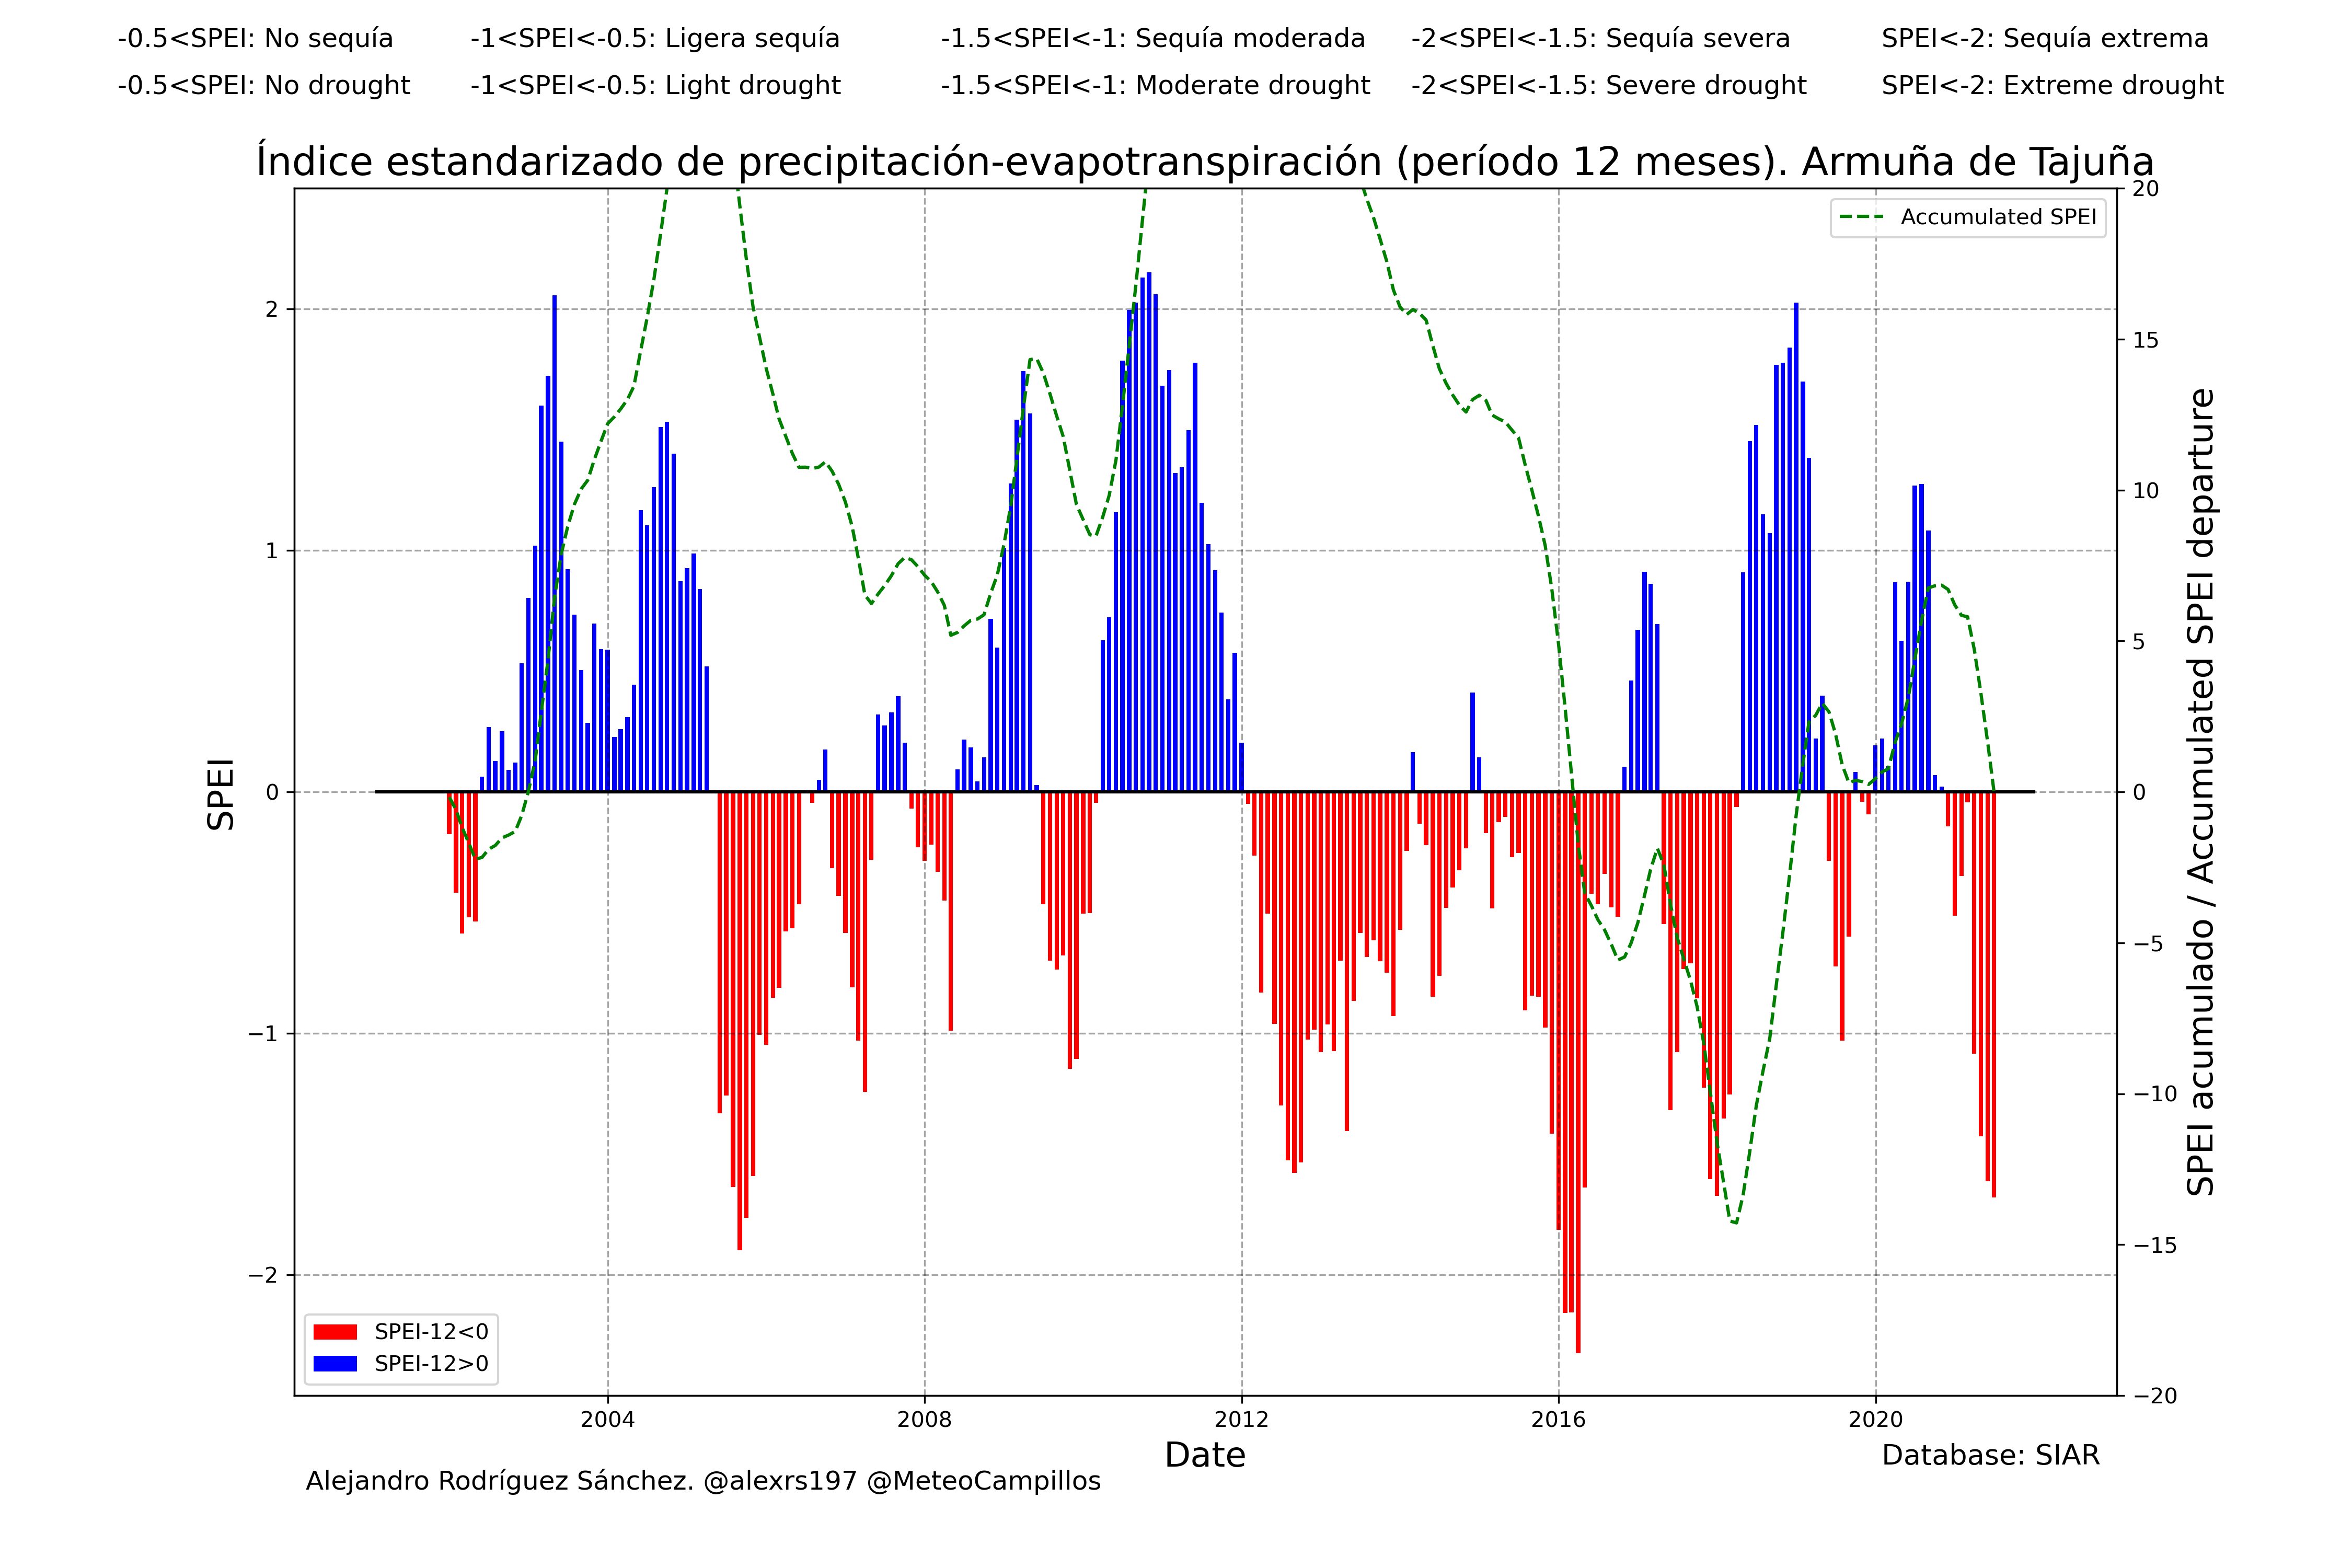 -0.5<SPEI: No sequía -1<SPEI<-0.5: Ligera sequía -1.5<SPEI<-1: Sequía moderada -2<SPEI<-1.5: Sequía severa SPEI<-2: Sequía extrema
-0.5<SPEI: No drought -1<SPEI<-0.5: Light drought -1.5<SPEI<-1: Moderate drought -2<SPEI<-1.5: Severe drought SPEI<-2: Extreme drought
Índice estandarizado de precipitación-evapotranspiración (período 12 meses). Armuña de Tajuña
Accumulated SPEI
SPEI
2
1
0
−1
−2
20
15
10
5
0
−5
−10
−15
−20
SPEI acumulado / Accumulated SPEI departure
SPEI-12<0
SPEI-12>0
2004 2008 2012 2016 2020
Date
Database: SIAR
Alejandro Rodríguez Sánchez. @alexrs197 @MeteoCampillos